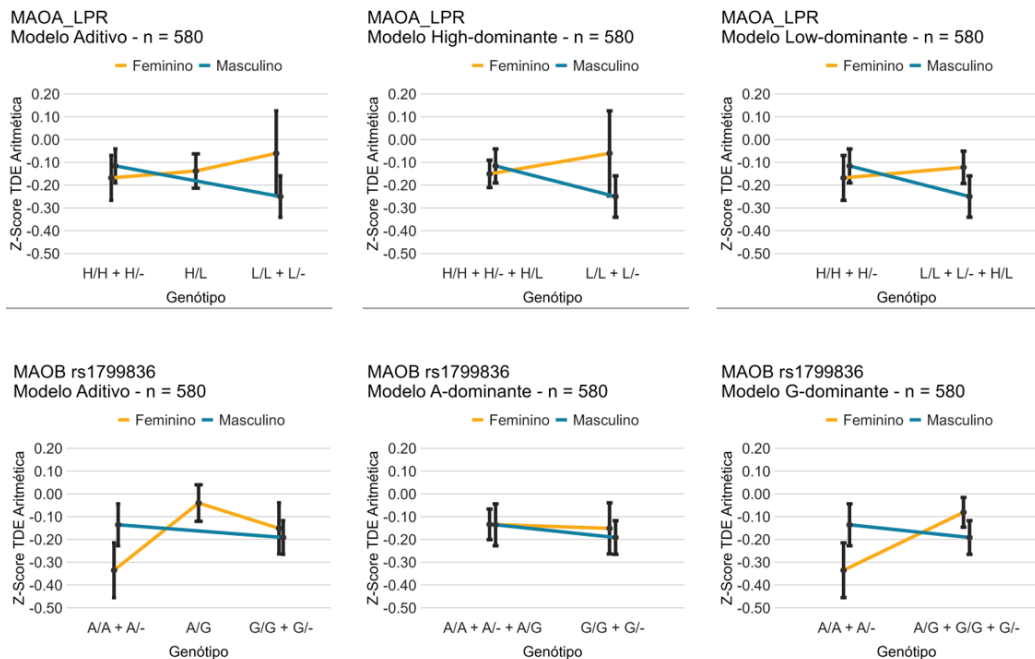 MAOA_LPR
Modelo Aditivo - n = 580
Feminino Masculino
Z-Score TDE Aritmética
0.20
0.10
0.00
-0.10
-0.20
-0.30
-0.40
-0.50
H/H + H/- H/L L/L + L/-
Genótipo
MAOA_LPR
Modelo High-dominante - n = 580
Feminino Masculino
Z-Score TDE Aritmética
0.20
0.10
0.00
-0.10
-0.20
-0.30
-0.40
-0.50
H/H + H/- + H/L L/L + L/-
Genótipo
MAOA_LPR
Modelo Low-dominante - n = 580
Feminino Masculino
Z-Score TDE Aritmética
0.20
0.10
0.00
-0.10
-0.20
-0.30
-0.40
-0.50
H/H + H/- L/L + L/- + H/L
Genótipo
MAOB rs1799836
Modelo Aditivo - n = 580
Feminino Masculino
Z-Score TDE Aritmética
0.20
0.10
0.00
-0.10
-0.20
-0.30
-0.40
-0.50
A/A + A/- A/G G/G + G/-
Genótipo
MAOB rs1799836
Modelo A-dominante - n = 580
Feminino Masculino
Z-Score TDE Aritmética
0.20
0.10
0.00
-0.10
-0.20
-0.30
-0.40
-0.50
A/A + A/- + A/G G/G + G/-
Genótipo
MAOB rs1799836
Modelo G-dominante - n = 580
Feminino Masculino
Z-Score TDE Aritmética
0.20
0.10
0.00
-0.10
-0.20
-0.30
-0.40
-0.50
A/A + A/- A/G + G/G + G/-
Genótipo